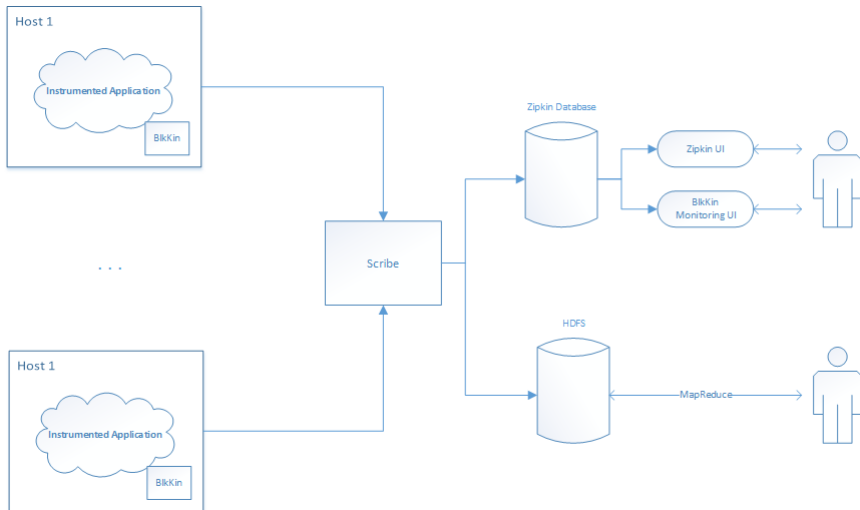 Host 1
Instrumented Application
BlkKin
. . .
Host 1
Instrumented Application
BlkKin
Scribe
Zipkin Database
Zipkin UI
BlkKin
Monitoring UI
HDFS
MapReduce